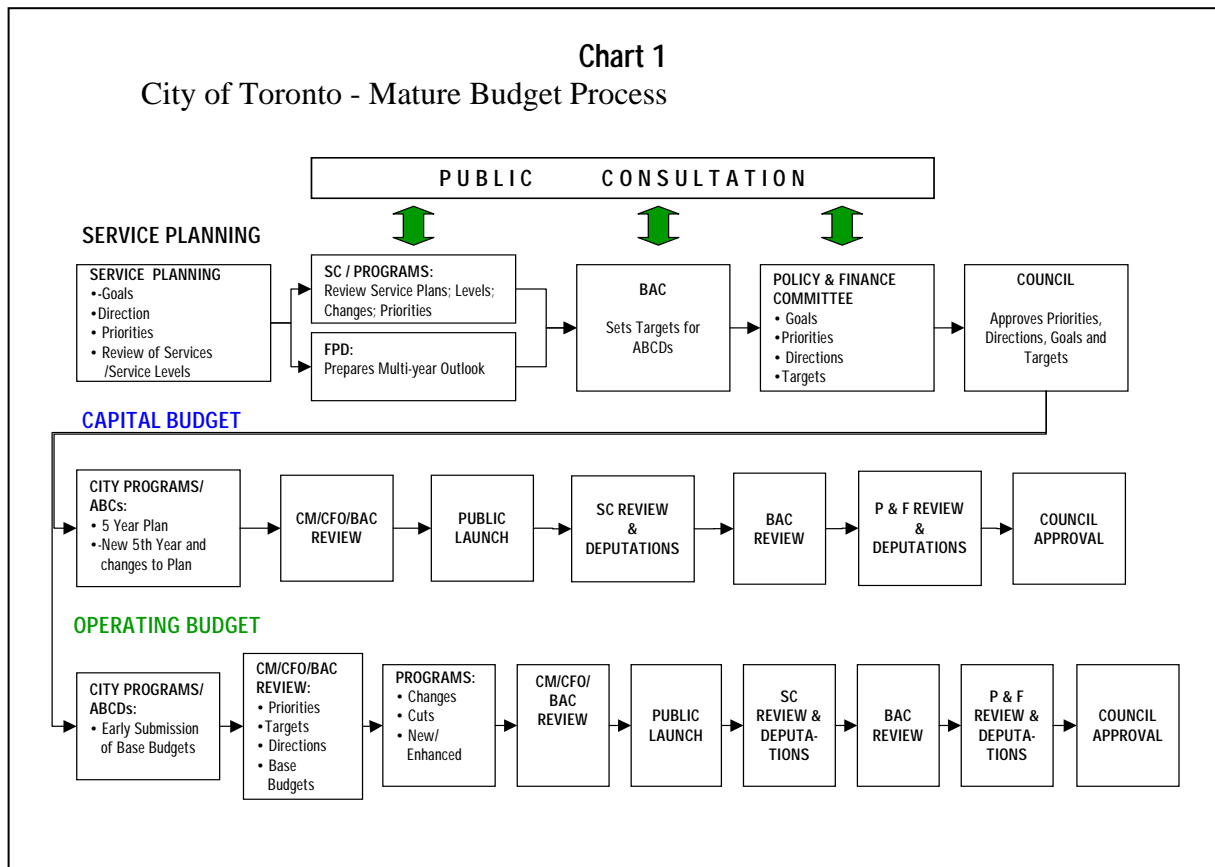 Chart 1
City of Toronto - Mature Budget Process
PUBLIC CONSULTATION
SERVICE PLANNING
SERVICE PLANNING
•-Goals
•Direction
• Priorities
• Review of Services
/Service Levels
SC / PROGRAMS:
Review Service Plans; Levels;
Changes; Priorities
FPD:
Prepares Multi-year Outlook
BAC
Sets Targets for
ABCDs
POLICY & FINANCE
COMMITTEE
• Goals
•Priorities
• Directions
• Targets
COUNCIL
Approves Priorities,
Directions, Goals and
Targets
CAPITAL BUDGET
CITY PROGRAMS/
ABCs:
• 5 Year Plan
•-New 5th Year and
changes to Plan
CM/CFO/BAC
REVIEW
PUBLIC
LAUNCH
SC REVIEW
&
DEPUTATIONS
BAC
REVIEW
P & F REVIEW
&
DEPUTATIONS
COUNCIL
APPROVAL
OPERATING BUDGET
CITY PROGRAMS/
ABCDs:
• Early Submission
of Base Budgets
CM/CFO/BAC
REVIEW:
• Priorities
•Targets
• Directions
• Base
Budgets
PROGRAMS:
• Changes
• Cuts
• New/
Enhanced
CM/CFO/
BAC
REVIEW
PUBLIC
LAUNCH
SC
REVIEW &
DEPUTA-
TIONS
BAC
REVIEW
P & F
REVIEW &
DEPUTA-
TIONS
COUNCIL
APPROVAL